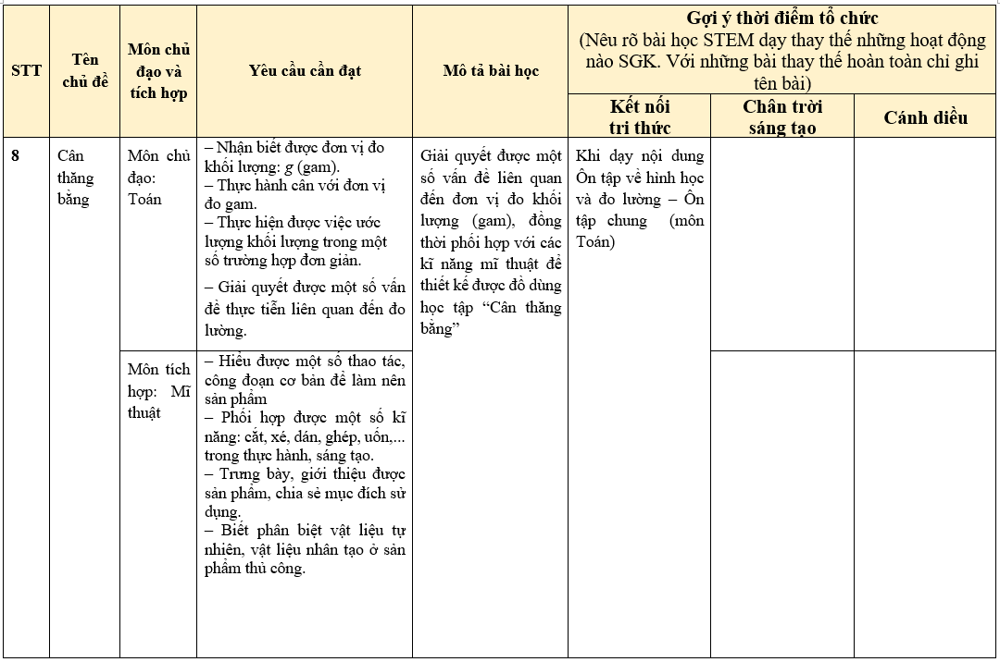 STT
Tên
chủ đề
Môn chủ
đạo và
tích hợp
Yêu cầu cần đạt
Mô tả bài học
Gợi ý thời điểm tổ chức
(Nêu rõ bài học STEM dạy thay thế những hoạt động
nào SGK. Với những bài thay thế hoàn toàn chỉ ghi
tên bài)
Kết nối
tri thức
Chân trời
sáng tạo
Cánh diều
8
Cân
thăng
bằng
Môn chủ
đạo:
Toán
– Nhận biết được đơn vị đo
khối lượng: g (gam).
– Thực hành cân với đơn vị
đo gam.
– Thực hiện được việc ước
lượng khối lượng trong một
số trường hợp đơn giản.
– Giải quyết được một số vấn
đề thực tiễn liên quan đến đo
lường.
Giải quyết được một
số vấn đề liên quan
đến đơn vị đo khối
lượng (gam), đồng
thời phối hợp với các
kĩ năng mĩ thuật để
thiết kế được đồ dùng
học tập “Cân thăng
bằng”
Khi dạy nội dung
Ôn tập về hình học
và đo lường – Ôn
tập chung (môn
Toán)
Môn tích
hợp: Mĩ
thuật
– Hiểu được một số thao tác,
công đoạn cơ bản để làm nên
sản phẩm
– Phối hợp được một số kĩ
năng: cắt, xé, dán, ghép, uốn,...
trong thực hành, sáng tạo.
– Trưng bày, giới thiệu được
sản phẩm, chia sẻ mục đích sử
dụng.
– Biết phân biệt vật liệu tự
nhiên, vật liệu nhân tạo ở sản
phẩm thủ công.